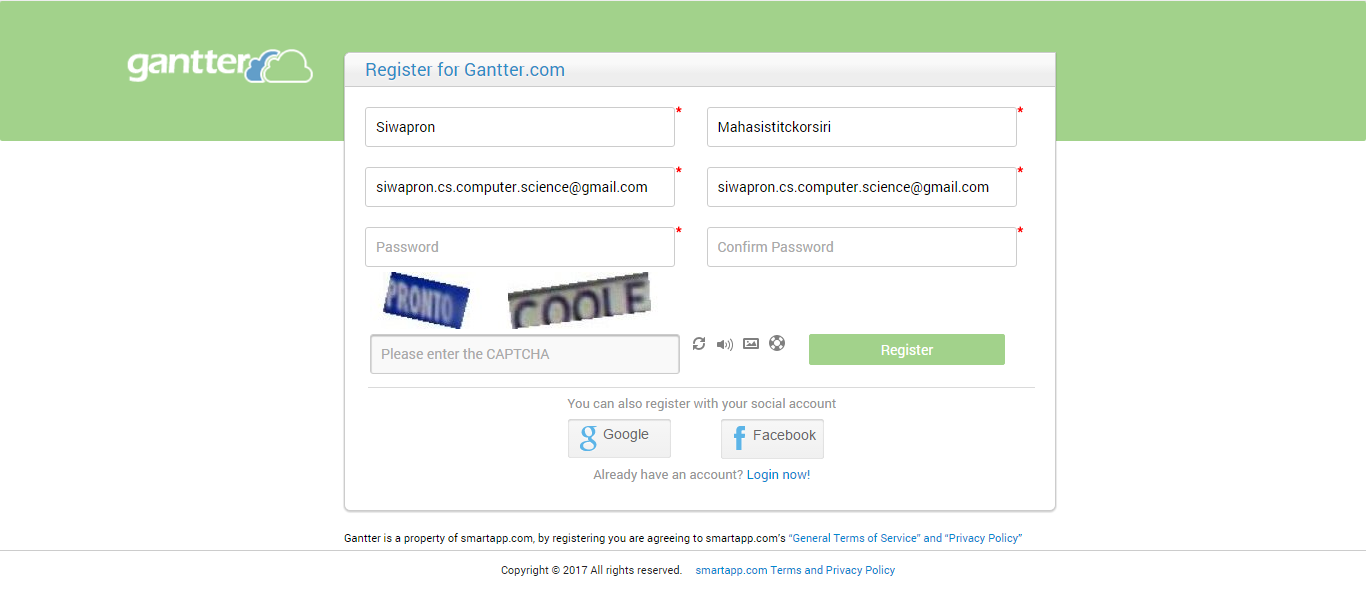 gantter
Register for Gantter.com
* *
Siwapron Mahasistitckorsiri
* *
siwapron.cs.computer.science@gmail.com siwapron.cs.computer.science@gmail.com
* *
Password Confirm Password
PRONTO COOLE
Please enter the CAPTCHA Register
You can also register with your social account
g Google f Facebook
Already have an account? Login now!
Gantter is a property of smartapp.com, by registering you are agreeing to smartapp.com's “General Terms of Service” and “Privacy Policy”
Copyright © 2017 All rights reserved. smartapp.com Terms and Privacy Policy